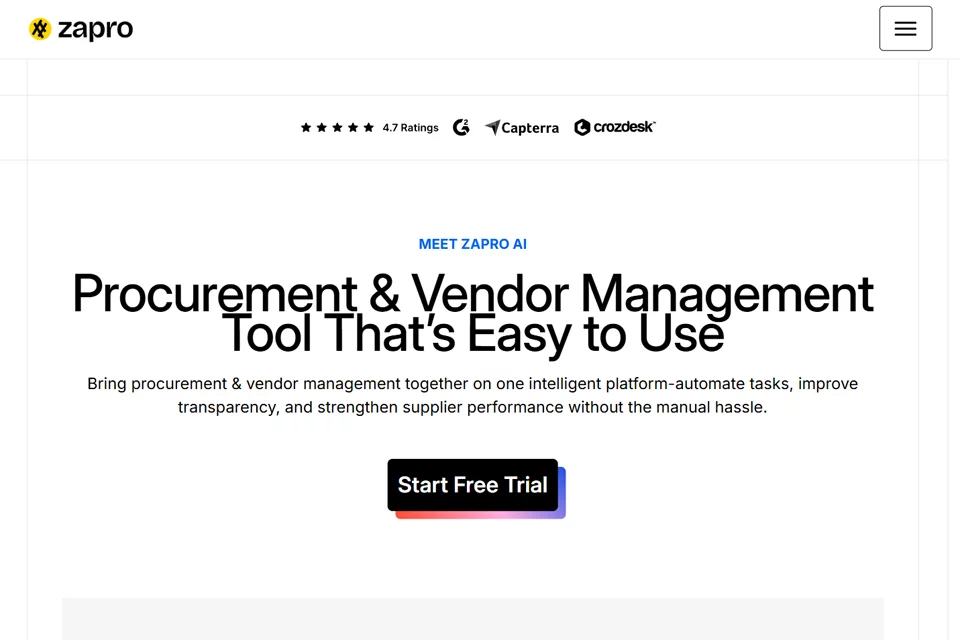 zapro
4.7 Ratings
G2
Capterra
crozdesk™
MEET ZAPRO AI
Procurement & Vendor Management
Tool That’s Easy to Use
Bring procurement & vendor management together on one intelligent platform-automate tasks, improve
transparency, and strengthen supplier performance without the manual hassle.
Start Free Trial